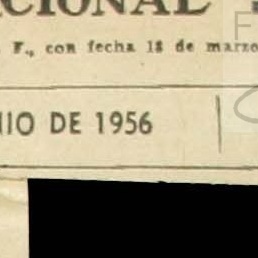 CIONAL
F., con fecha 18 de marzo
NIO DE 1956